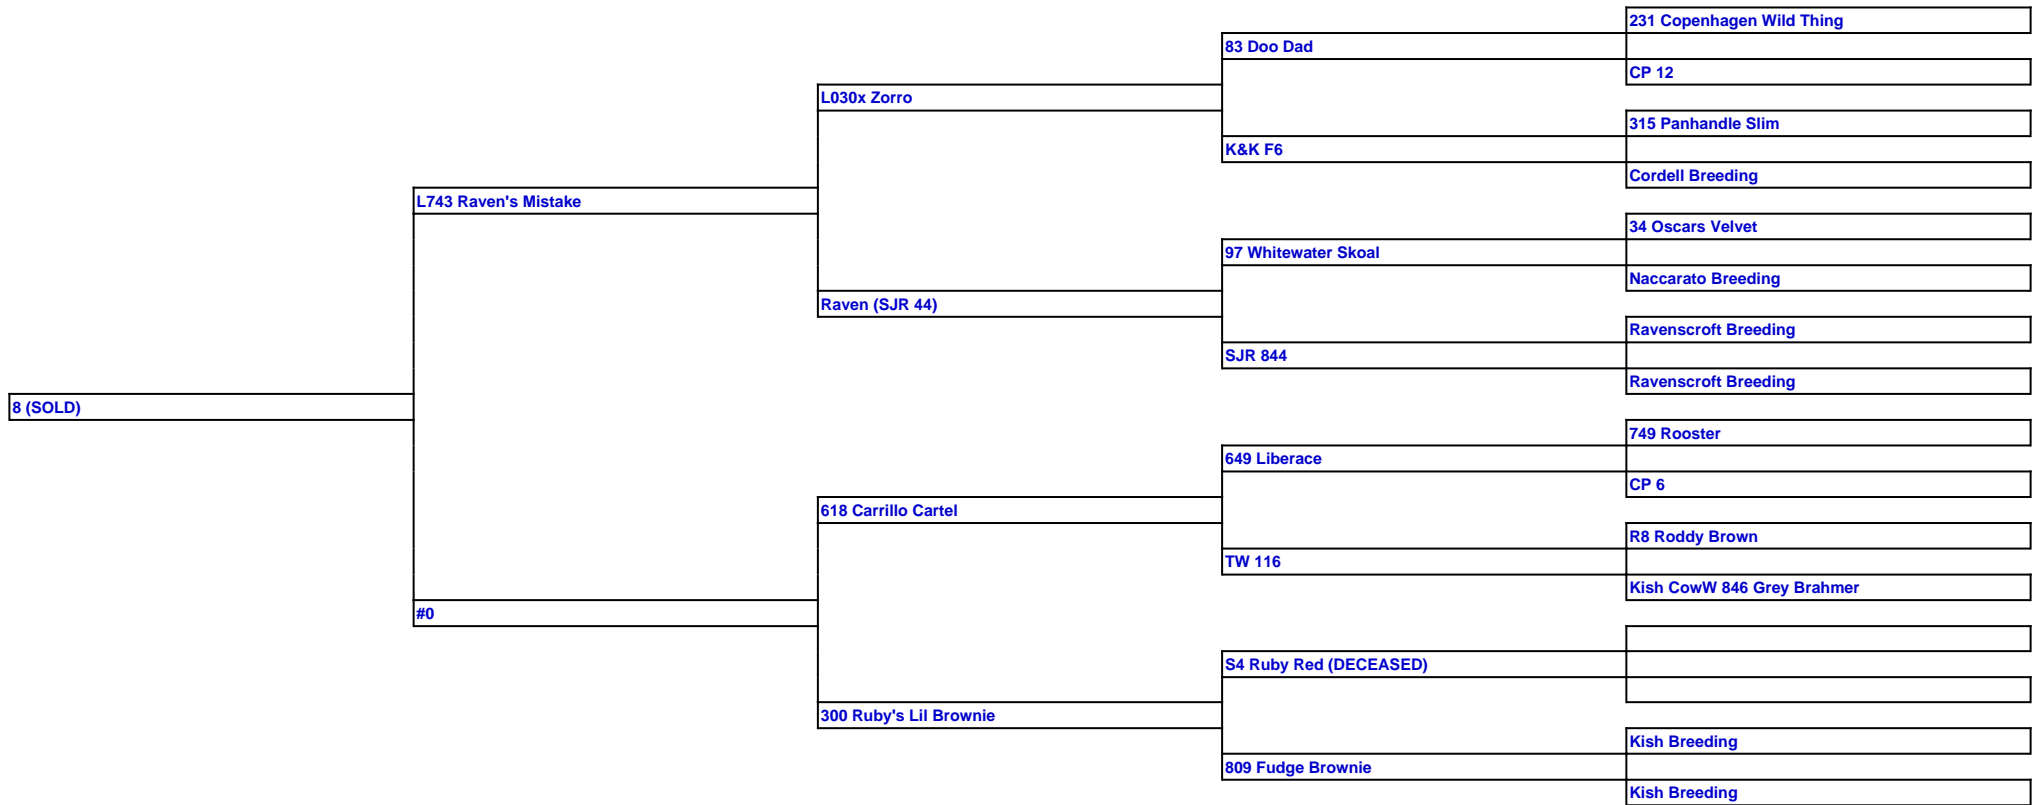 231 Copenhagen Wild Thing
83 Doo Dad
CP 12
L030x Zorro
315 Panhandle Slim
K&K F6
Cordell Breeding
L743 Raven's Mistake
34 Oscars Velvet
97 Whitewater Skoal
Naccarato Breeding
Raven (SJR 44)
Ravenscroft Breeding
SJR 844
Ravenscroft Breeding
8 (SOLD)
749 Rooster
649 Liberace
CP 6
618 Carrillo Cartel
R8 Roddy Brown
TW 116
Kish CowW 846 Grey Brahmer
#0
S4 Ruby Red (DECEASED)
300 Ruby's Lil Brownie
Kish Breeding
809 Fudge Brownie
Kish Breeding